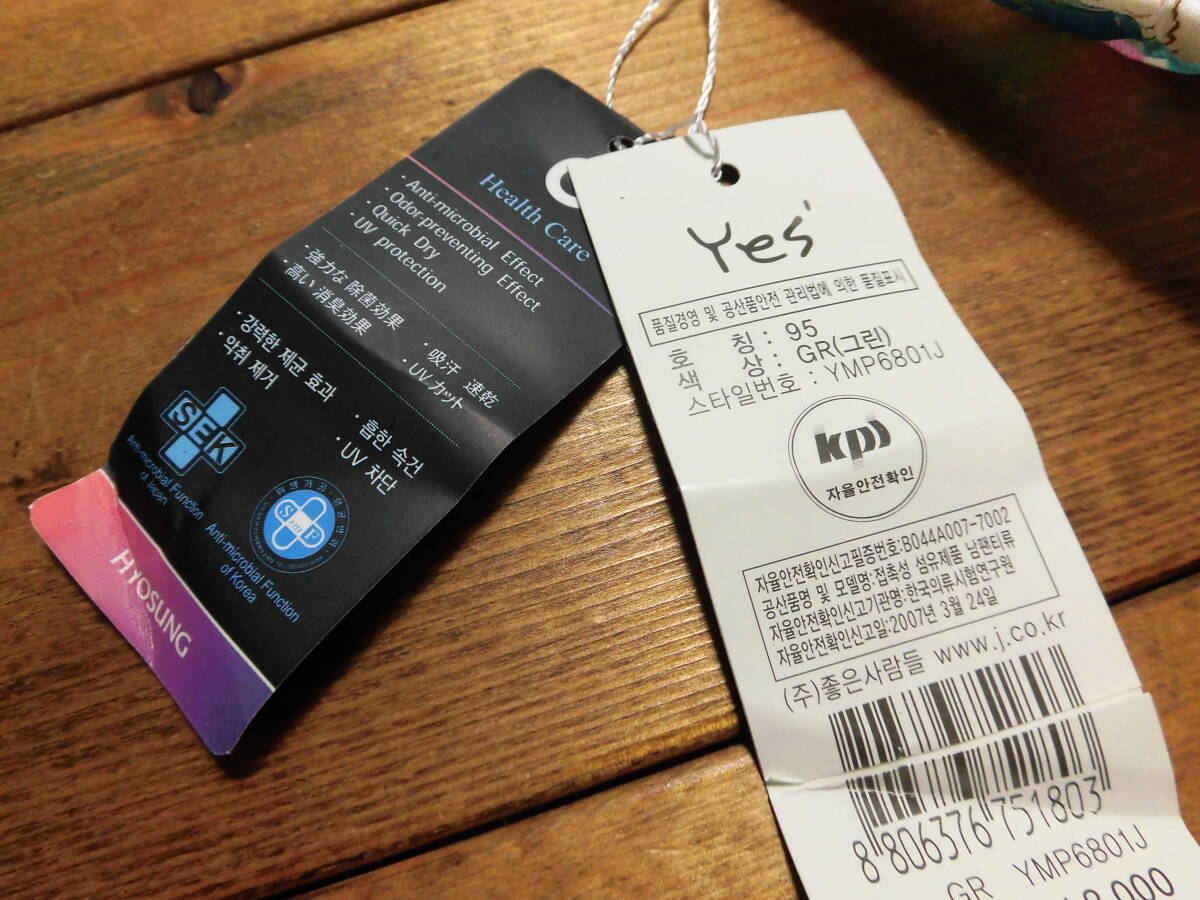 Health Care
· Anti-microbial Effect
· Odor-preventing Effect
· Quick Dry
· UV protection
· 強力な 除菌効果
· 高い 消臭効果
· 吸汗 速乾
· UV カット
· 강력한 제균 효과
· 악취 제거
· 흡한 속건
· UV 차단
SEK
Anti-microbial Function
of Japan
SF
Anti-microbial Function
of Korea
HYOSUNG
Yes'
품질경영 및 공산품안전 관리법에 의한 품질표시
호 칭 : 95
색 상 : GR(그린)
스타일번호 : YMP6801J
kps
자율안전확인
자율안전확인신고필증번호:B044A007-7002
공산품명 및 모델명:접촉성 섬유제품 남팬티류
자율안전확인신고기관명:한국의류시험연구원
자율안전확인신고일:2007년 3월 24일
(주)좋은사람들 www.j.co.kr
8 806376 751803
GR YMP6801J